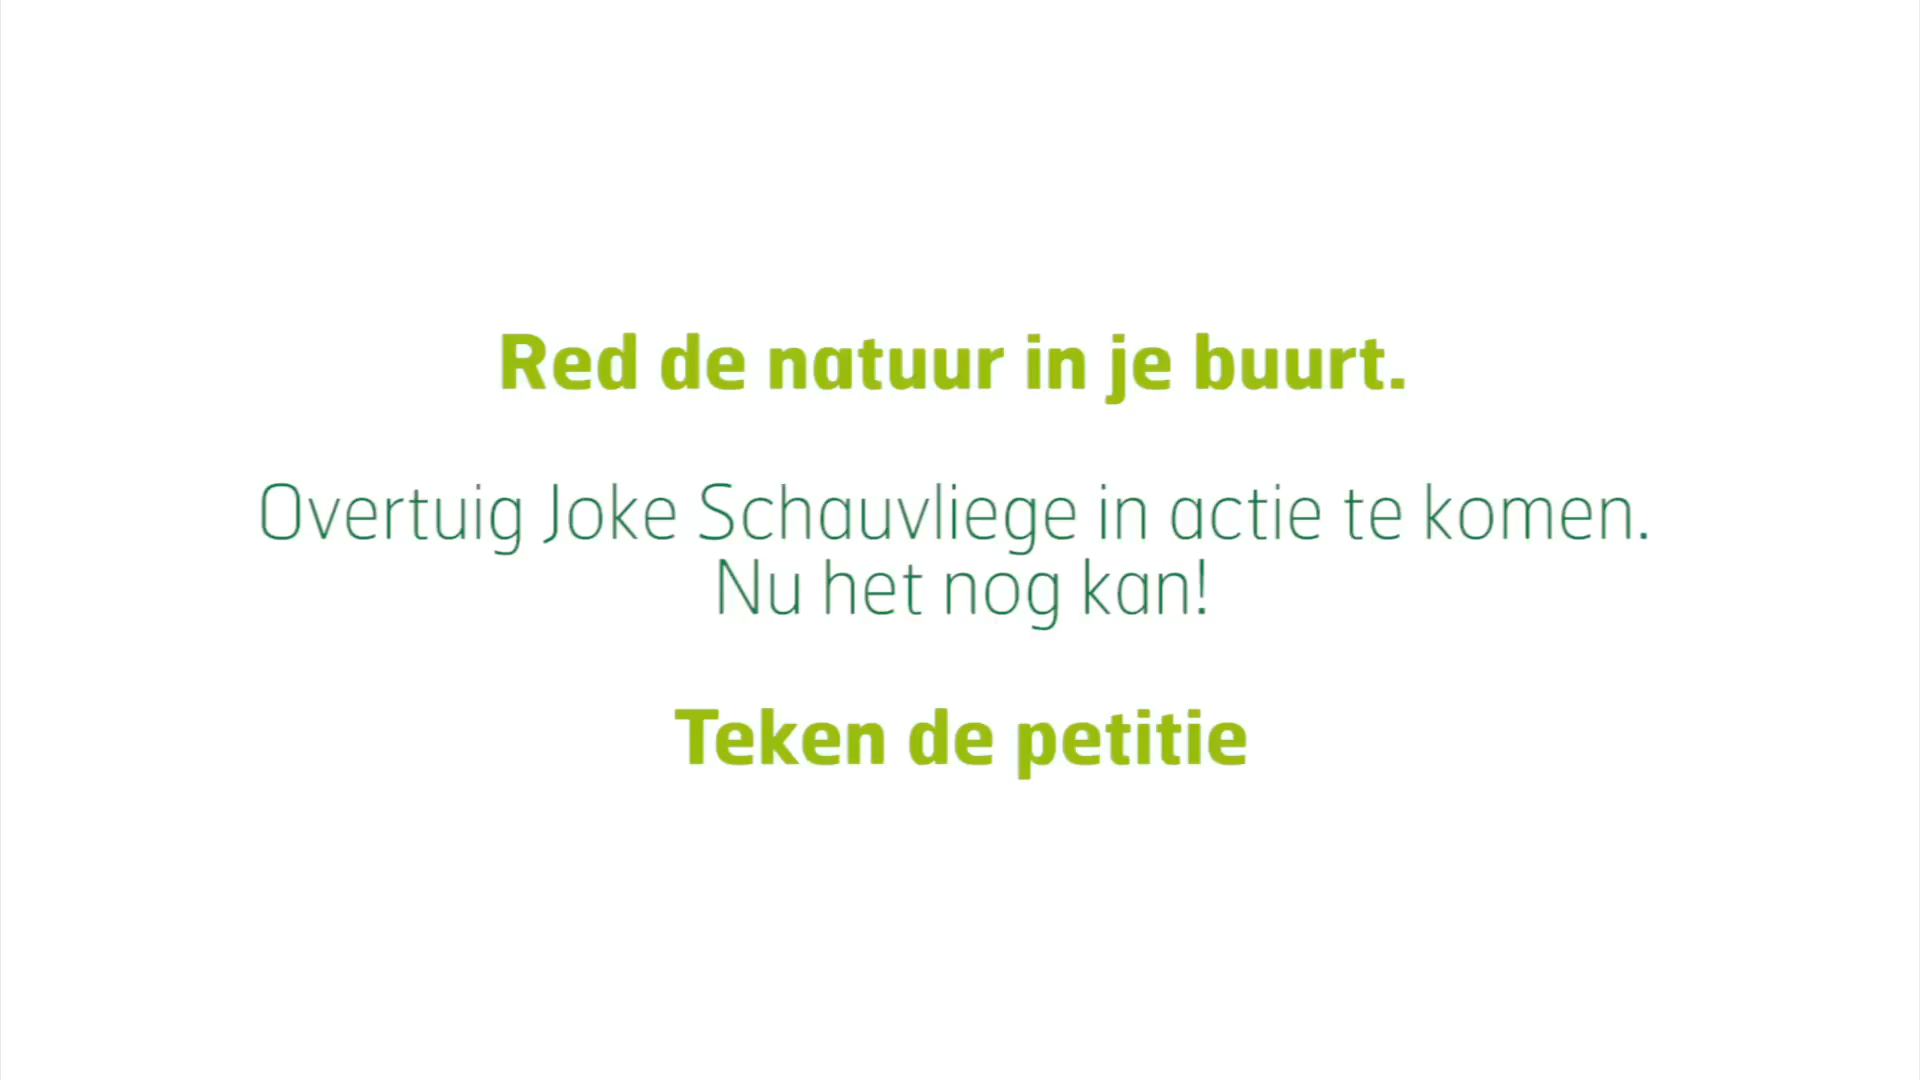 Red de natuur in je buurt.
Overtuig Joke Schauvliege in actie te komen.
Nu het nog kan!
Teken de petitie